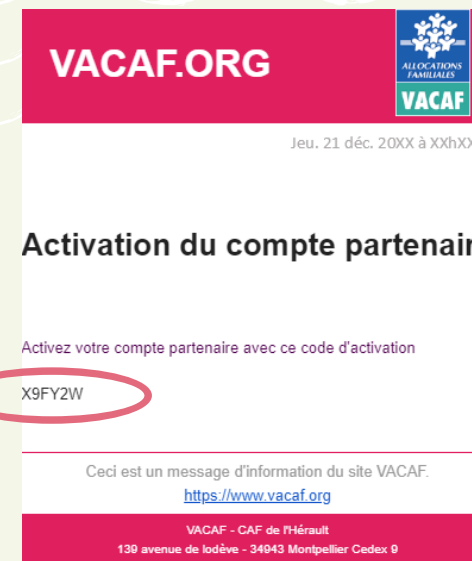 VACAF.ORG
ALLOCATIONS
FAMILIALES
VACAF
Jeu. 21 déc. 20XX à XXhXX
Activation du compte partenair
Activez votre compte partenaire avec ce code d'activation
X9FY2W
Ceci est un message d'information du site VACAF.
https://www.vacaf.org
VACAF - CAF de l'Hérault
139 avenue de lodève - 34943 Montpellier Cedex 9